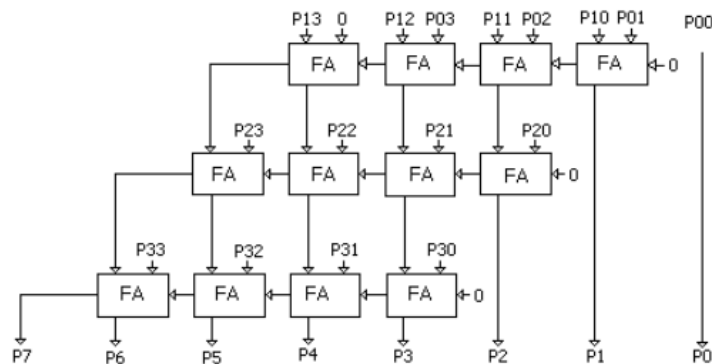 P13 0 P12 P03 P11 P02 P10 P01 P00
FA FA FA FA 0
P23 P22 P21 P20
FA FA FA FA 0
P33 P32 P31 P30
FA FA FA FA 0
P7 P6 P5 P4 P3 P2 P1 P0